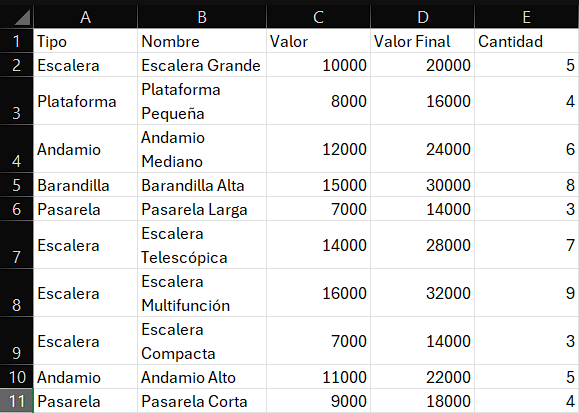 A B C D E
1 Tipo Nombre Valor Valor Final Cantidad
2 Escalera Escalera Grande 10000 20000 5
3 Plataforma Plataforma Pequeña 8000 16000 4
4 Andamio Andamio Mediano 12000 24000 6
5 Barandilla Barandilla Alta 15000 30000 8
6 Pasarela Pasarela Larga 7000 14000 3
7 Escalera Escalera Telescópica 14000 28000 7
8 Escalera Escalera Multifunción 16000 32000 9
9 Escalera Escalera Compacta 7000 14000 3
10 Andamio Andamio Alto 11000 22000 5
11 Pasarela Pasarela Corta 9000 18000 4